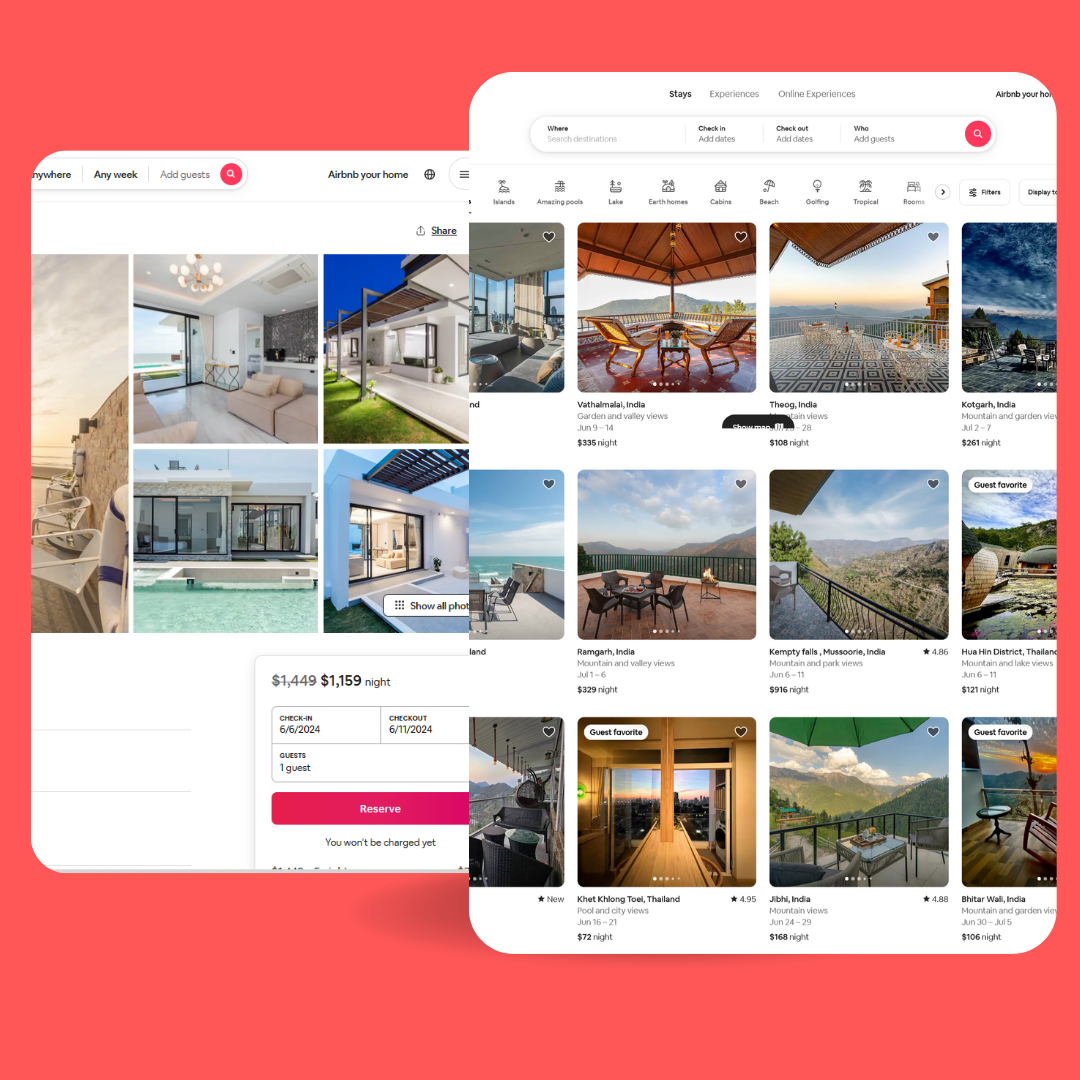 nywhere
Any week
Add guests
Airbnb your home
Share
Show all phot
$1,449 $1,159 night
CHECK-IN
6/6/2024
CHECKOUT
6/11/2024
GUESTS
1 guest
Reserve
You won't be charged yet
Stays
Experiences
Online Experiences
Airbnb your hom
Where
Search destinations
Check in
Add dates
Check out
Add dates
Who
Add guests
Islands
Amazing pools
Lake
Earth homes
Cabins
Beach
Golfing
Tropical
Rooms
Filters
Display to
nd
Vathalmalai, India
Garden and valley views
Jun 9 – 14
$335 night
Show map
Theog, India
Mountain views
– 28
$108 night
Kotgarh, India
Mountain and garden view
Jul 2 – 7
$261 night
land
Ramgarh, India
Mountain and valley views
Jul 1 – 6
$329 night
Kempty falls , Mussoorie, India
4.86
Mountain and park views
Jun 6 – 11
$916 night
Guest favorite
Hua Hin District, Thailand
Mountain and lake views
Jun 6 – 11
$121 night
New
Guest favorite
Khet Khlong Toei, Thailand
4.95
Pool and city views
Jun 16 – 21
$72 night
Jibhi, India
4.88
Mountain views
Jun 24 – 29
$168 night
Guest favorite
Bhitar Wali, India
Mountain and garden view
Jun 30 – Jul 5
$106 night